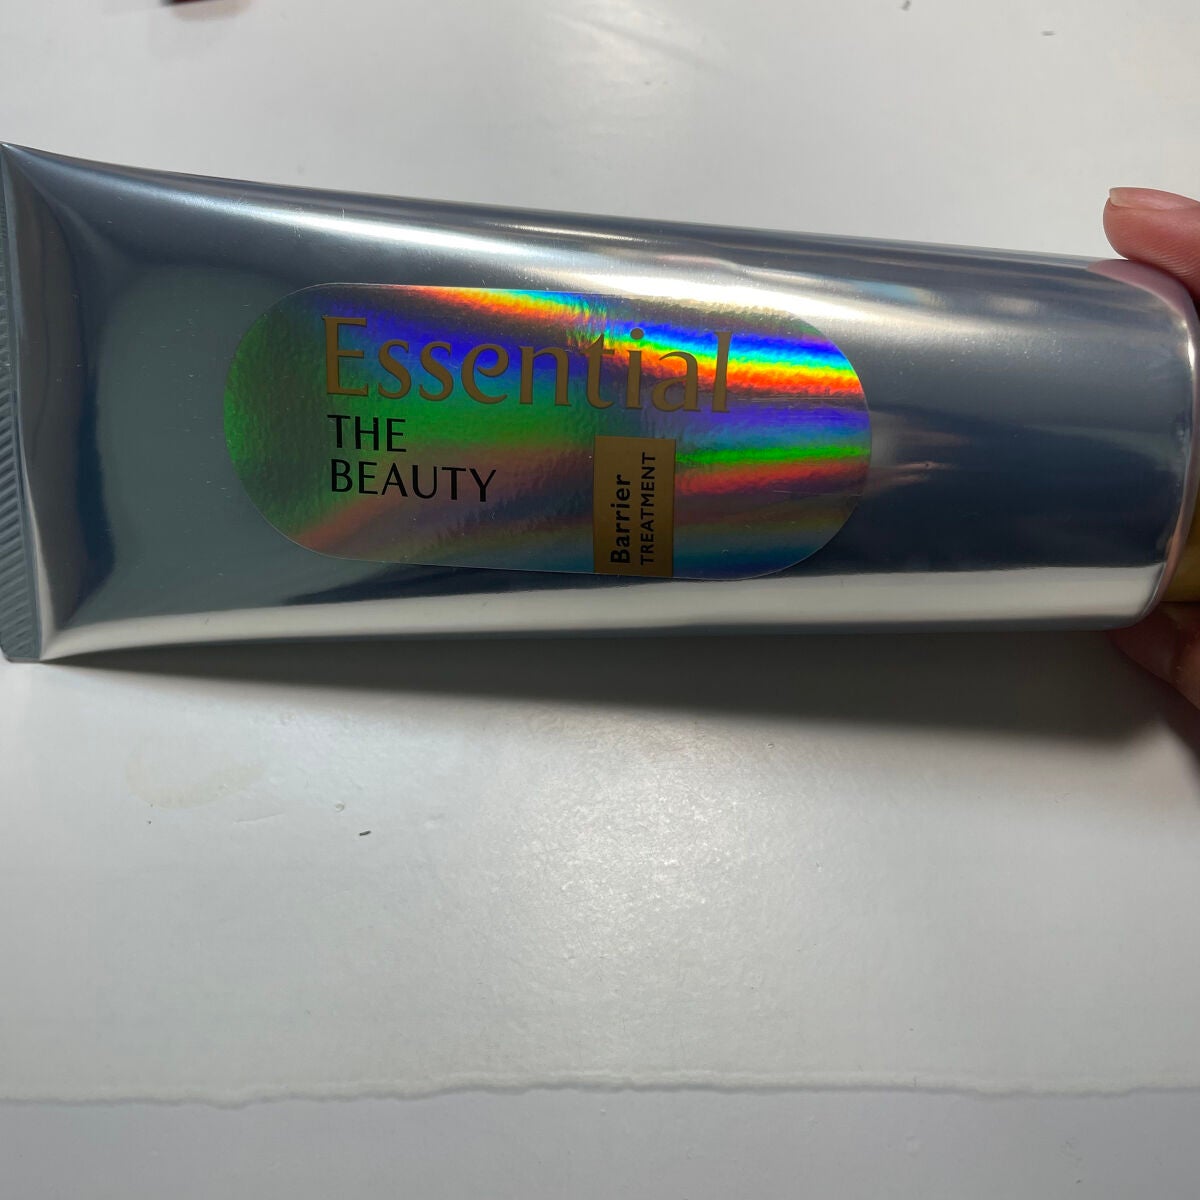 Essential
THE
BEAUTY
Barrier
TREATMENT